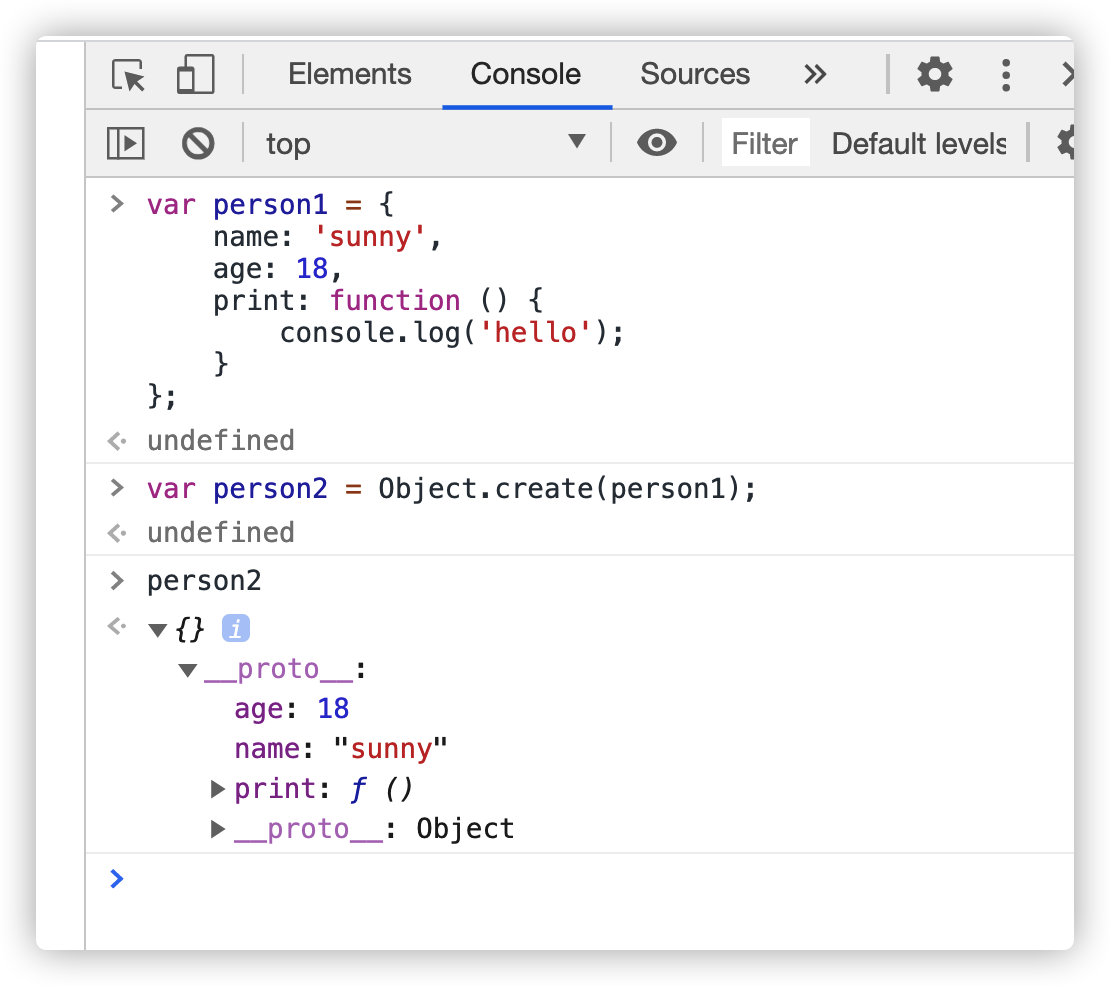 Elements Console Sources
top Filter Default levels
> var person1 = {
    name: 'sunny',
    age: 18,
    print: function () {
        console.log('hello');
    }
};
undefined
> var person2 = Object.create(person1);
undefined
> person2
{} i
__proto__:
age: 18
name: "sunny"
print: ƒ ()
__proto__: Object
>